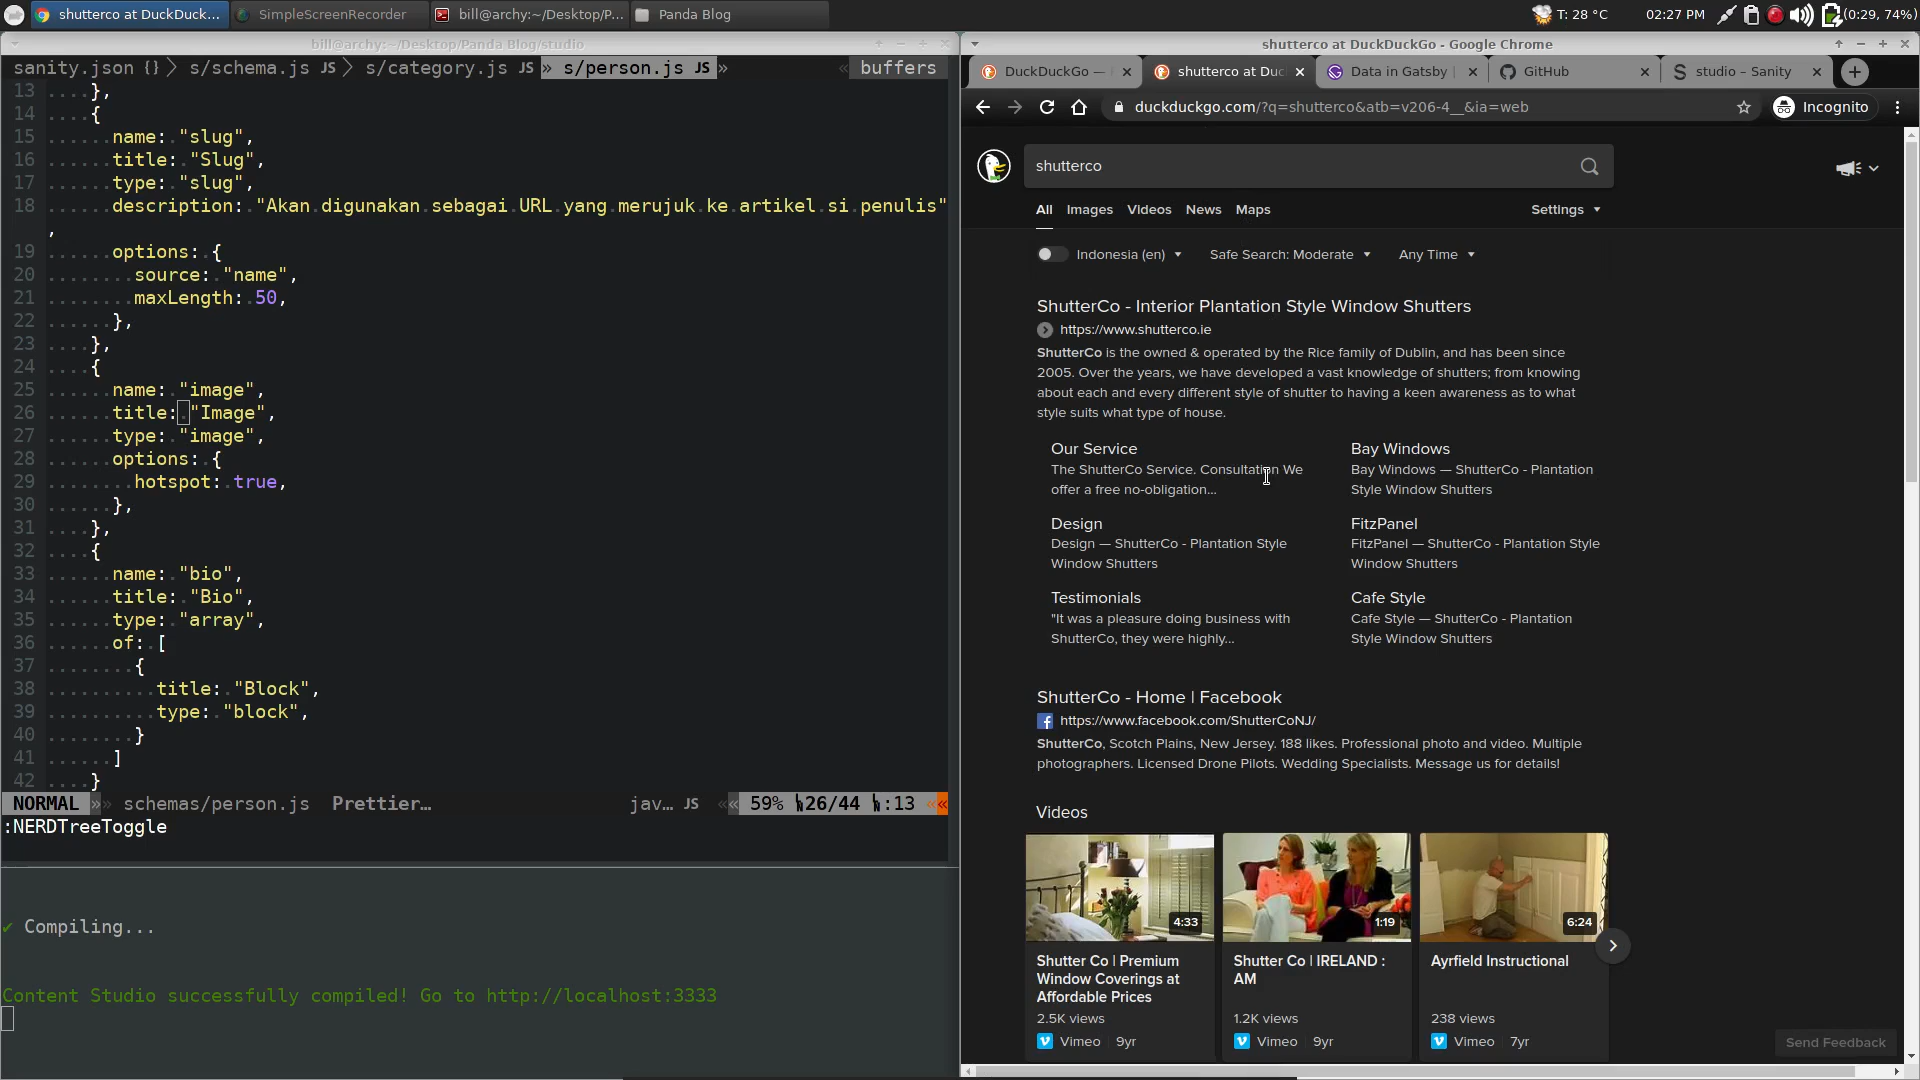 shutterco at DuckDuck...
SimpleScreenRecorder
bill@archy:~/Desktop/P...
Panda Blog
T: 28 °C
02:27 PM
(0:29, 74%)
bill@archy:~/Desktop/Panda Blog/studio
sanity.json {} s/schema.js JS s/category.js JS » s/person.js JS » « buffers
13 ....},
14 ....{
15 ......name:."slug",
16 ......title:."Slug",
17 ......type:."slug",
18 ......description:."Akan.digunakan.sebagai.URL.yang.merujuk.ke.artikel.si.penulis"
,
19 ......options:.{
20 ........source:."name",
21 ........maxLength:.50,
22 ......},
23 ....},
24 ....{
25 ......name:."image",
26 ......title:."Image",
27 ......type:."image",
28 ......options:.{
29 ........hotspot:.true,
30 ......},
31 ....},
32 ....{
33 ......name:."bio",
34 ......title:."Bio",
35 ......type:."array",
36 ......of:.[
37 ........{
38 ..........title:."Block",
39 ..........type:."block",
40 ........}
41 ......]
42 ....}
NORMAL » schemas/person.js Prettier… jav… JS « 59% 26/44 :13 «
:NERDTreeToggle
✔ Compiling...
Content Studio successfully compiled! Go to http://localhost:3333
shutterco at DuckDuckGo - Google Chrome
DuckDuckGo —
shutterco at Duc
Data in Gatsby
GitHub
studio – Sanity
duckduckgo.com/?q=shutterco&atb=v206-4__&ia=web
Incognito
shutterco
All Images Videos News Maps Settings
Indonesia (en) Safe Search: Moderate Any Time
ShutterCo - Interior Plantation Style Window Shutters
https://www.shutterco.ie
ShutterCo is the owned & operated by the Rice family of Dublin, and has been since
2005. Over the years, we have developed a vast knowledge of shutters; from knowing
about each and every different style of shutter to having a keen awareness as to what
style suits what type of house.
Our Service
The ShutterCo Service. Consultation We
offer a free no-obligation...
Bay Windows
Bay Windows — ShutterCo - Plantation
Style Window Shutters
Design
Design — ShutterCo - Plantation Style
Window Shutters
FitzPanel
FitzPanel — ShutterCo - Plantation Style
Window Shutters
Testimonials
"It was a pleasure doing business with
ShutterCo, they were highly...
Cafe Style
Cafe Style — ShutterCo - Plantation
Style Window Shutters
ShutterCo - Home | Facebook
https://www.facebook.com/ShutterCoNJ/
ShutterCo, Scotch Plains, New Jersey. 188 likes. Professional photo and video. Multiple
photographers. Licensed Drone Pilots. Wedding Specialists. Message us for details!
Videos
4:33
1:19
6:24
Shutter Co | Premium
Window Coverings at
Affordable Prices
2.5K views
Vimeo 9yr
Shutter Co | IRELAND :
AM
1.2K views
Vimeo 9yr
Ayrfield Instructional
238 views
Vimeo 7yr
Send Feedback